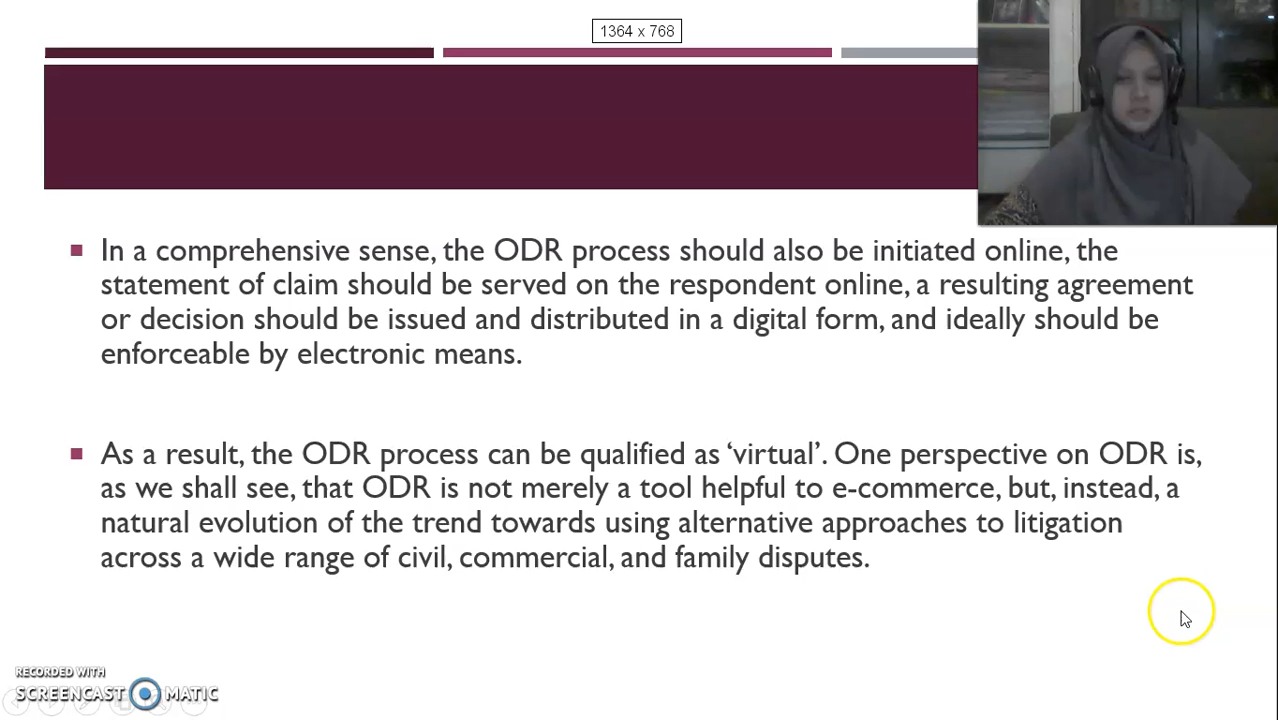 1364 x 768
In a comprehensive sense, the ODR process should also be initiated online, the
statement of claim should be served on the respondent online, a resulting agreement
or decision should be issued and distributed in a digital form, and ideally should be
enforceable by electronic means.
As a result, the ODR process can be qualified as ‘virtual’. One perspective on ODR is,
as we shall see, that ODR is not merely a tool helpful to e-commerce, but, instead, a
natural evolution of the trend towards using alternative approaches to litigation
across a wide range of civil, commercial, and family disputes.
RECORDED WITH
SCREENCAST MATIC